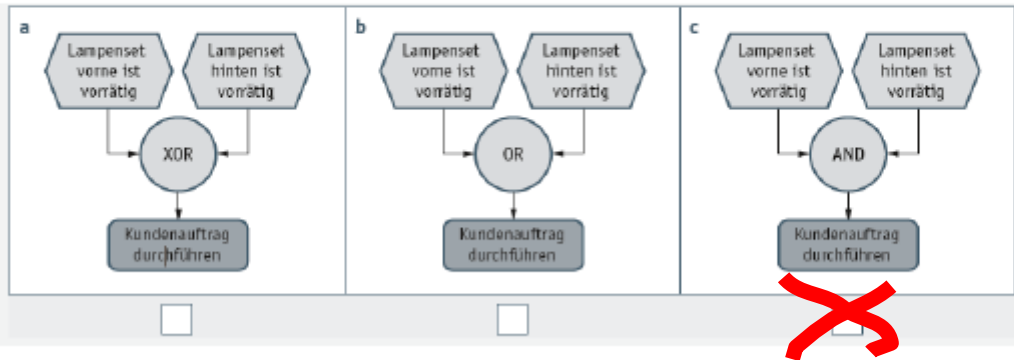 a
Lampenset
vorne ist
vorrätig
Lampenset
hinten ist
vorrätig
XOR
Kundenauftrag
durchführen
b
Lampenset
vorne ist
vorrätig
Lampenset
hinten ist
vorrätig
OR
Kundenauftrag
durchführen
c
Lampenset
vorne ist
vorrätig
Lampenset
hinten ist
vorrätig
AND
Kundenauftrag
durchführen